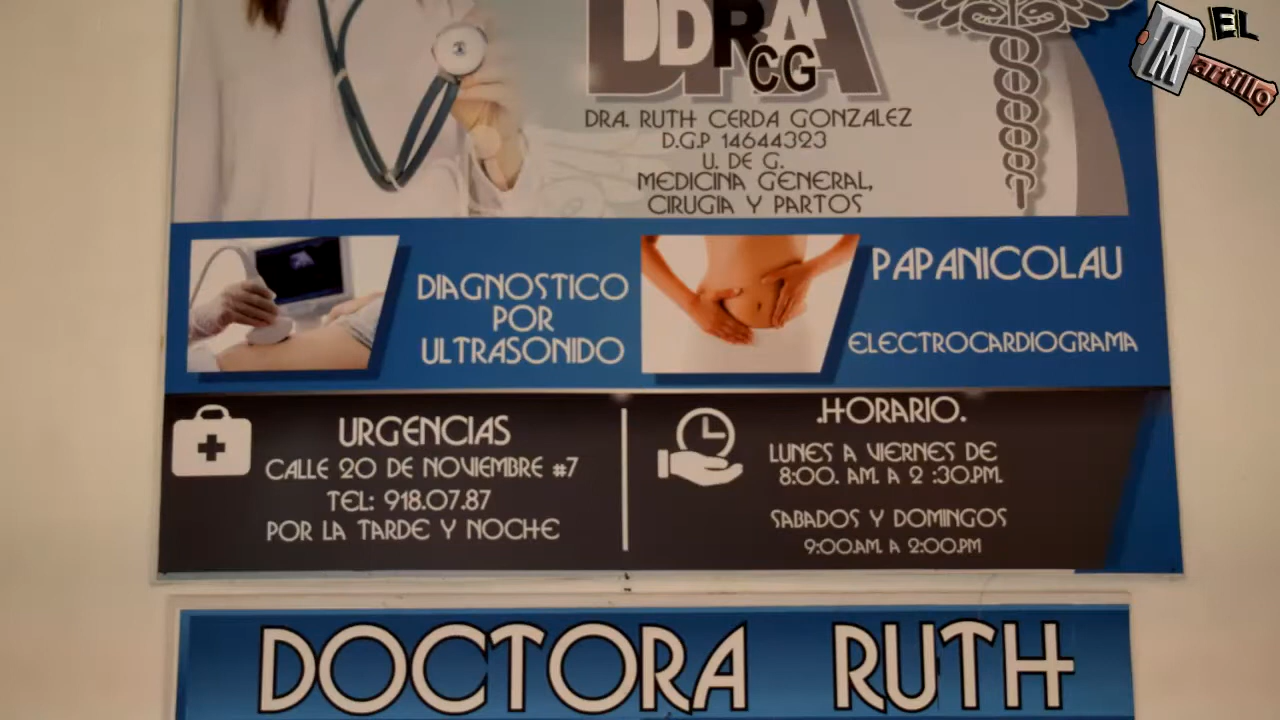 EL
Martillo
DDRA
CG
DRA. RUTH CERDA GONZALEZ
D.G.P 14644323
U. DE G.
MEDICINA GENERAL,
CIRUGIA Y PARTOS
DIAGNOSTICO
POR
ULTRASONIDO
PAPANICOLAU
ELECTROCARDIOGRAMA
URGENCIAS
CALLE 20 DE NOVIEMBRE #7
TEL: 918.07.87
POR LA TARDE Y NOCHE
.HORARIO.
LUNES A VIERNES DE
8:00. AM. A 2 :30.PM.
SABADOS Y DOMINGOS
9:00.AM. A 2:00.PM
DOCTORA RUTH